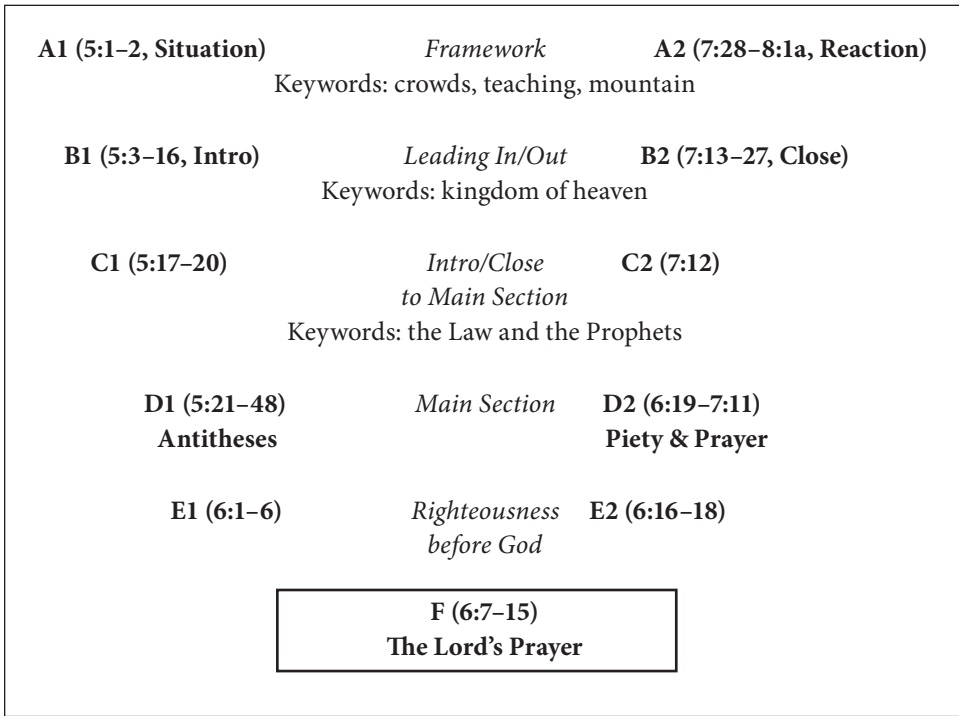 A1 (5:1–2, Situation) Framework A2 (7:28–8:1a, Reaction)
Keywords: crowds, teaching, mountain
B1 (5:3–16, Intro) Leading In/Out B2 (7:13–27, Close)
Keywords: kingdom of heaven
C1 (5:17–20) Intro/Close C2 (7:12)
to Main Section
Keywords: the Law and the Prophets
D1 (5:21–48) Main Section D2 (6:19–7:11)
Antitheses Piety & Prayer
E1 (6:1–6) Righteousness E2 (6:16–18)
before God
F (6:7–15)
The Lord's Prayer